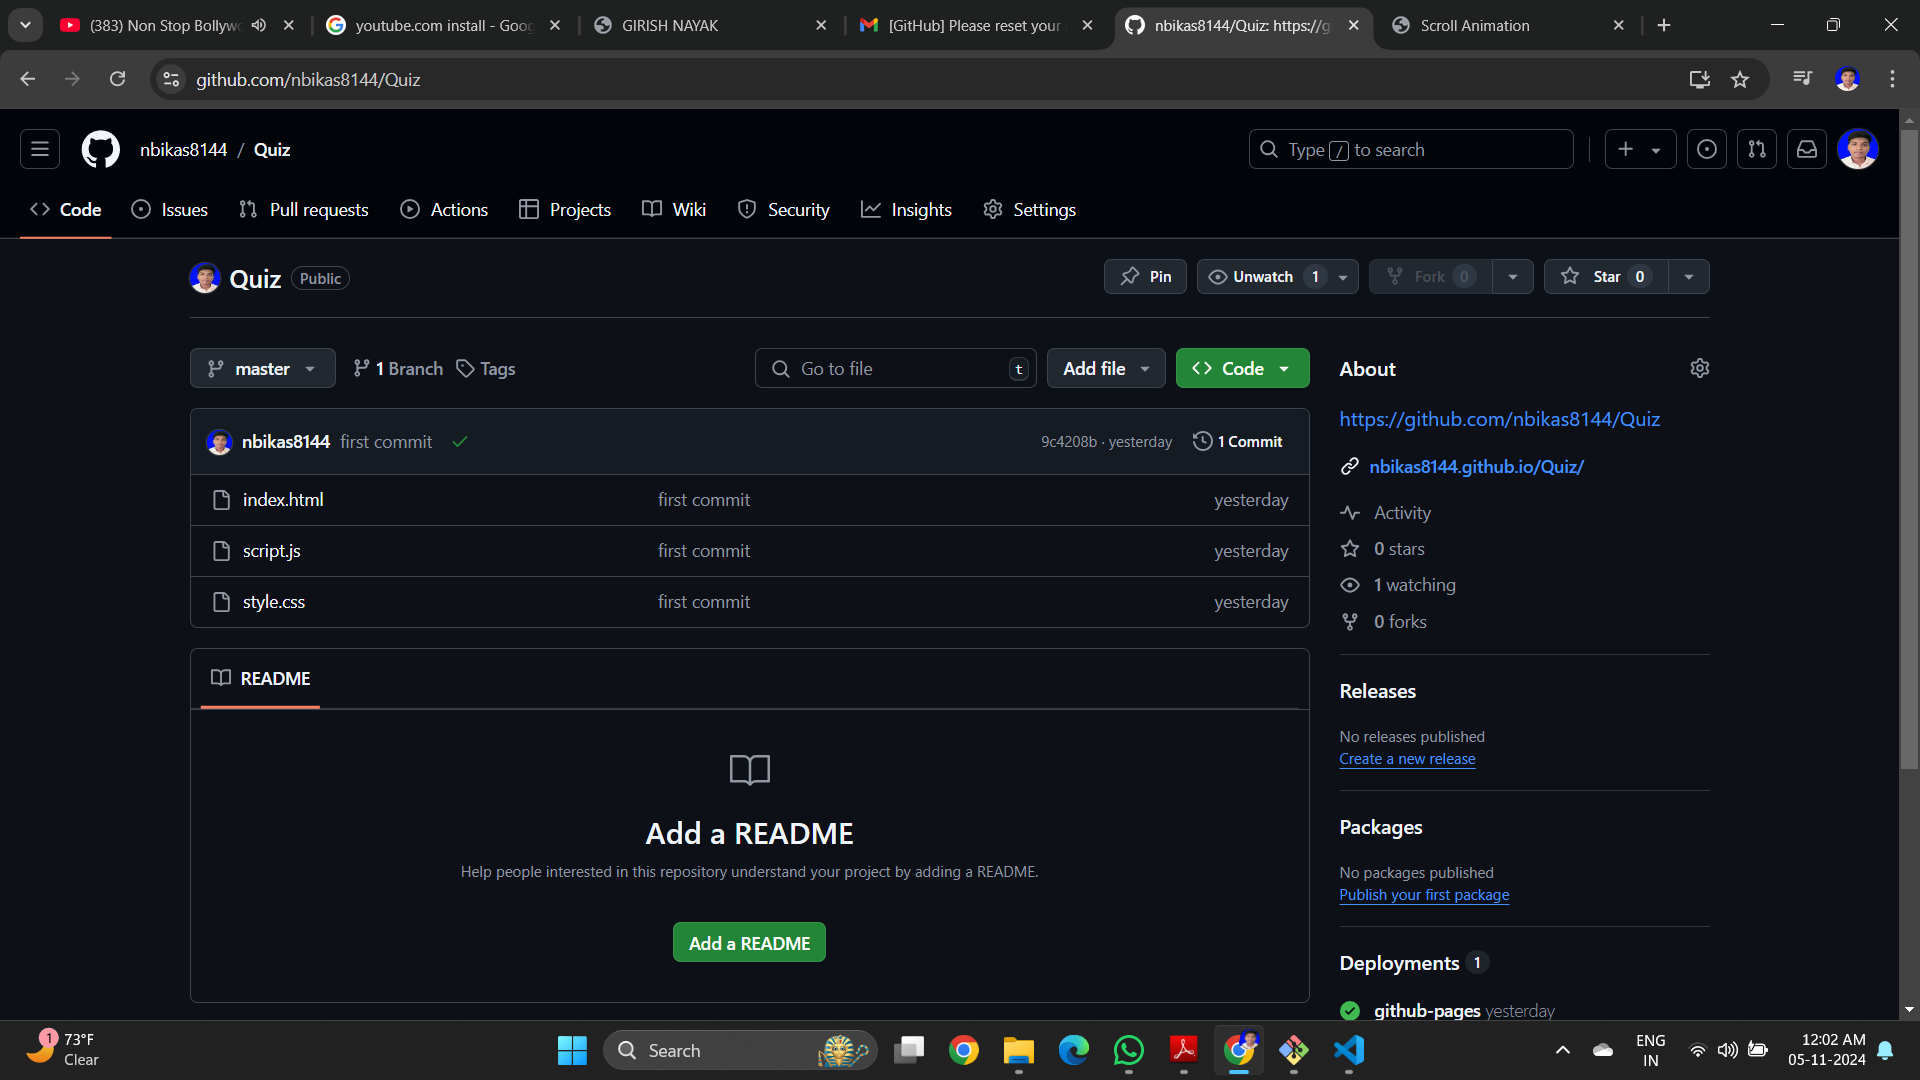 (383) Non Stop Bollyw
youtube.com install - Goog
GIRISH NAYAK
[GitHub] Please reset your
nbikas8144/Quiz: https://g
Scroll Animation
github.com/nbikas8144/Quiz
nbikas8144 / Quiz
Type / to search
Code
Issues
Pull requests
Actions
Projects
Wiki
Security
Insights
Settings
Quiz Public
Pin
Unwatch 1
Fork 0
Star 0
master
1 Branch
Tags
Go to file t
Add file
Code
nbikas8144 first commit
9c4208b · yesterday
1 Commit
index.html first commit yesterday
script.js first commit yesterday
style.css first commit yesterday
README
Add a README
Help people interested in this repository understand your project by adding a README.
Add a README
About
https://github.com/nbikas8144/Quiz
nbikas8144.github.io/Quiz/
Activity
0 stars
1 watching
0 forks
Releases
No releases published
Create a new release
Packages
No packages published
Publish your first package
Deployments 1
github-pages yesterday
1
73°F
Clear
Search
ENG
IN
12:02 AM
05-11-2024